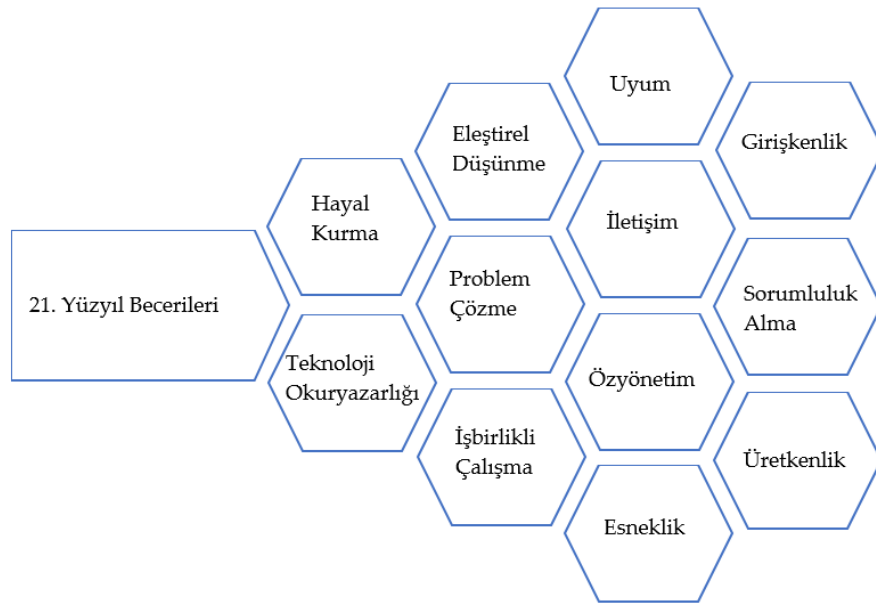 21. Yüzyıl Becerileri
Hayal
Kurma
Teknoloji
Okuryazarlığı
Eleştirel
Düşünme
Problem
Çözme
İşbirlikli
Çalışma
Uyum
İletişim
Özyönetim
Esneklik
Girişkenlik
Sorumluluk
Alma
Üretkenlik